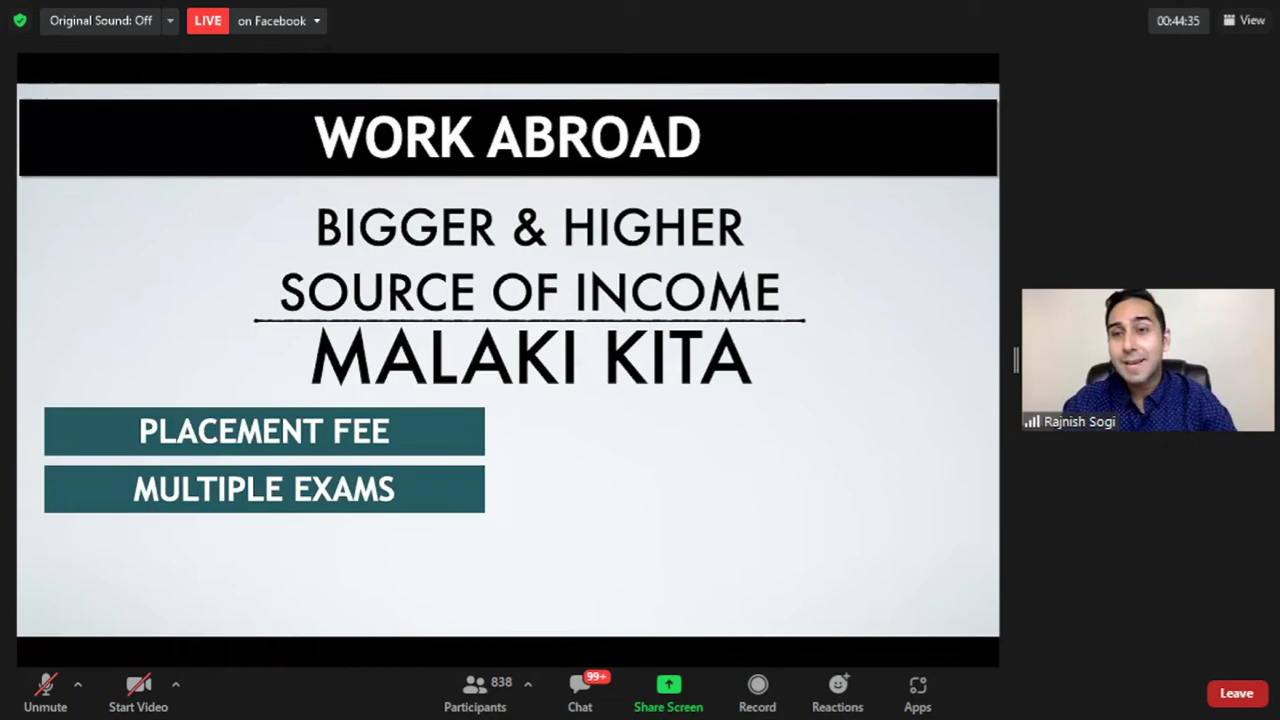 Original Sound: Off
LIVE on Facebook
00:44:35
View
WORK ABROAD
BIGGER & HIGHER
SOURCE OF INCOME
MALAKI KITA
PLACEMENT FEE
MULTIPLE EXAMS
Rajnish Sogi
Unmute
Start Video
838
Participants
99+
Chat
Share Screen
Record
Reactions
Apps
Leave